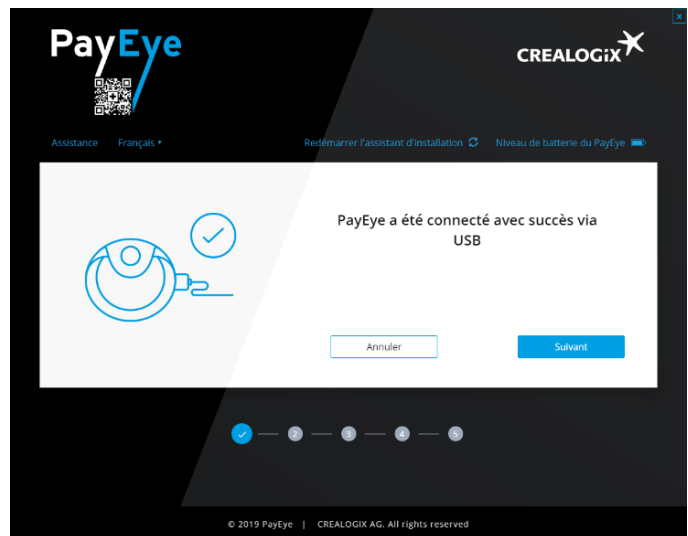 PayEye
CREALOGIX
x
Assistance Français
Redémarrer l'assistant d'installation Niveau de batterie du PayEye
PayEye a été connecté avec succès via
USB
Annuler Suivant
2 3 4 5
© 2019 PayEye | CREALOGIX AG. All rights reserved